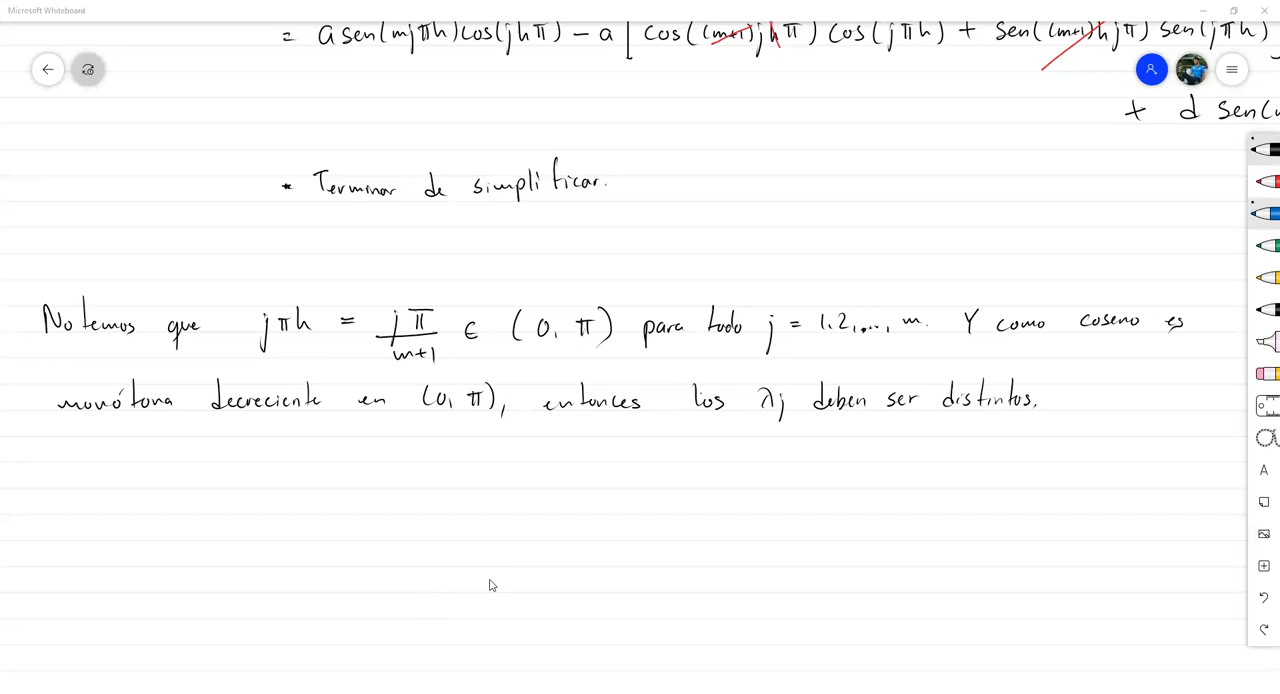 Microsoft Whiteboard
= a sen(mjπh)cos(jhπ) − a [ cos((m+1)jhπ) cos(jπh) + sen((m+1)hjπ) sen(jπh)
+ d sen(
* Terminar de simplificar.
Notemos que jπh = jπ/m+1 ∈ (0, π) para todo j = 1,2,..., m. Y como coseno es
monótona decreciente en (0, π), entonces los λj deben ser distintos.
A